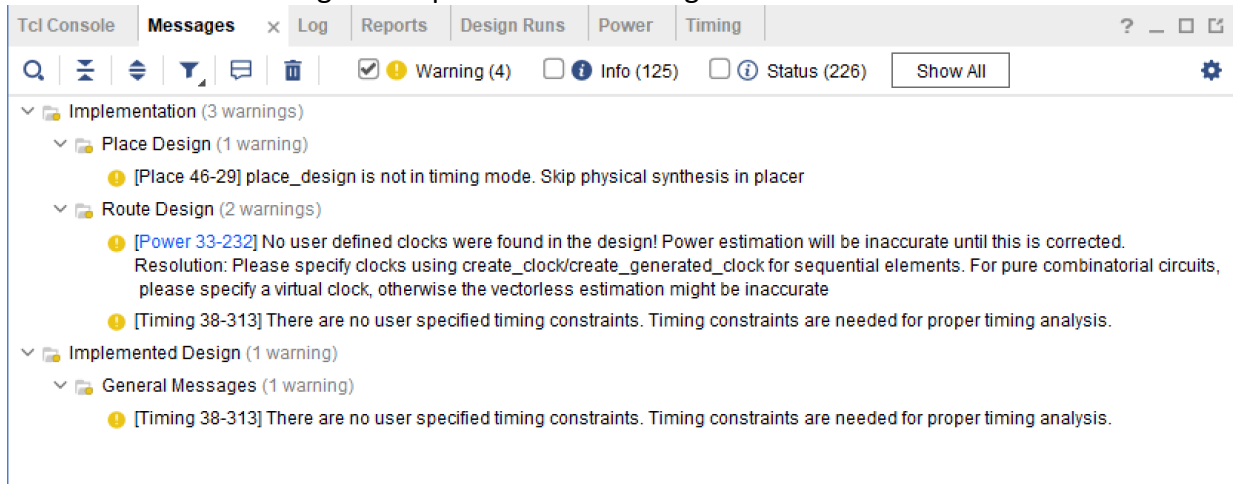 Tcl Console Messages × Log Reports Design Runs Power Timing ? _
Warning (4) Info (125) Status (226) Show All
Implementation (3 warnings)
Place Design (1 warning)
[Place 46-29] place_design is not in timing mode. Skip physical synthesis in placer
Route Design (2 warnings)
[Power 33-232] No user defined clocks were found in the design! Power estimation will be inaccurate until this is corrected.
Resolution: Please specify clocks using create_clock/create_generated_clock for sequential elements. For pure combinatorial circuits,
please specify a virtual clock, otherwise the vectorless estimation might be inaccurate
[Timing 38-313] There are no user specified timing constraints. Timing constraints are needed for proper timing analysis.
Implemented Design (1 warning)
General Messages (1 warning)
[Timing 38-313] There are no user specified timing constraints. Timing constraints are needed for proper timing analysis.